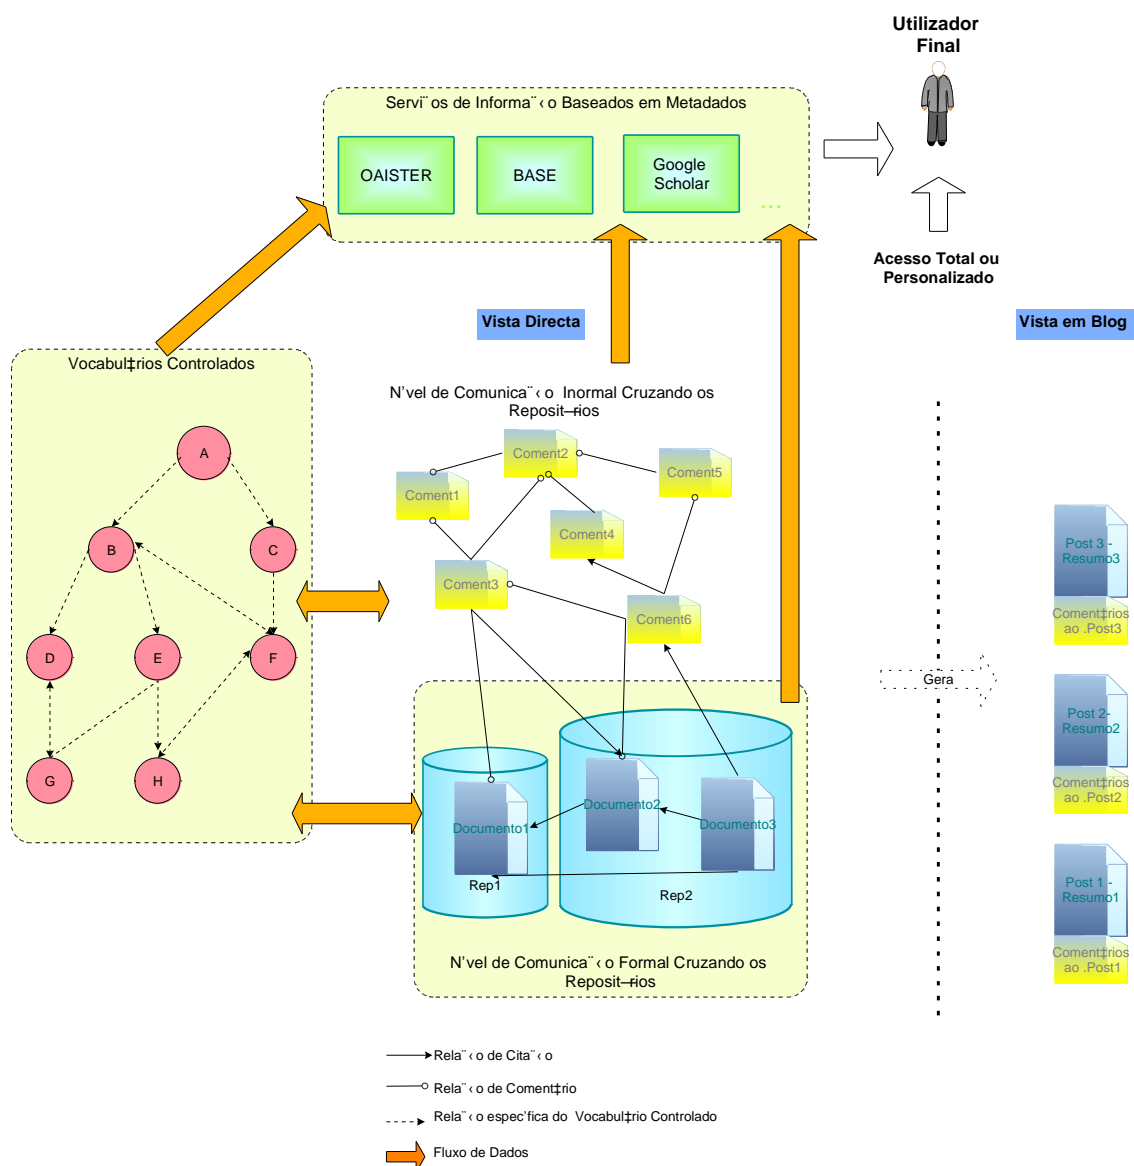 Utilizador
Final
Servi¨os de Informa¨‹o Baseados em Metadados
OAISTER
BASE
Google
Scholar
...
Acesso Total ou
Personalizado
Vista Directa
Vista em Blog
Vocabul‡rios Controlados
N’vel de Comunica¨‹o Inormal Cruzando os
Reposit—rios
A
B
C
D
E
F
G
H
Coment2
Coment5
Coment1
Coment4
Coment3
Coment6
Gera
Post 3 -
Resumo3
Coment‡rios
ao .Post3
Post 2-
Resumo2
Coment‡rios
ao .Post2
Post 1 -
Resumo1
Coment‡rios
ao .Post1
Documento1
Documento2
Documento3
Rep1
Rep2
N’vel de Comunica¨‹o Formal Cruzando os
Reposit—rios
Rela¨‹o de Cita¨‹o
Rela¨‹o de Coment‡rio
Rela¨‹o espec’fica do Vocabul‡rio Controlado
Fluxo de Dados